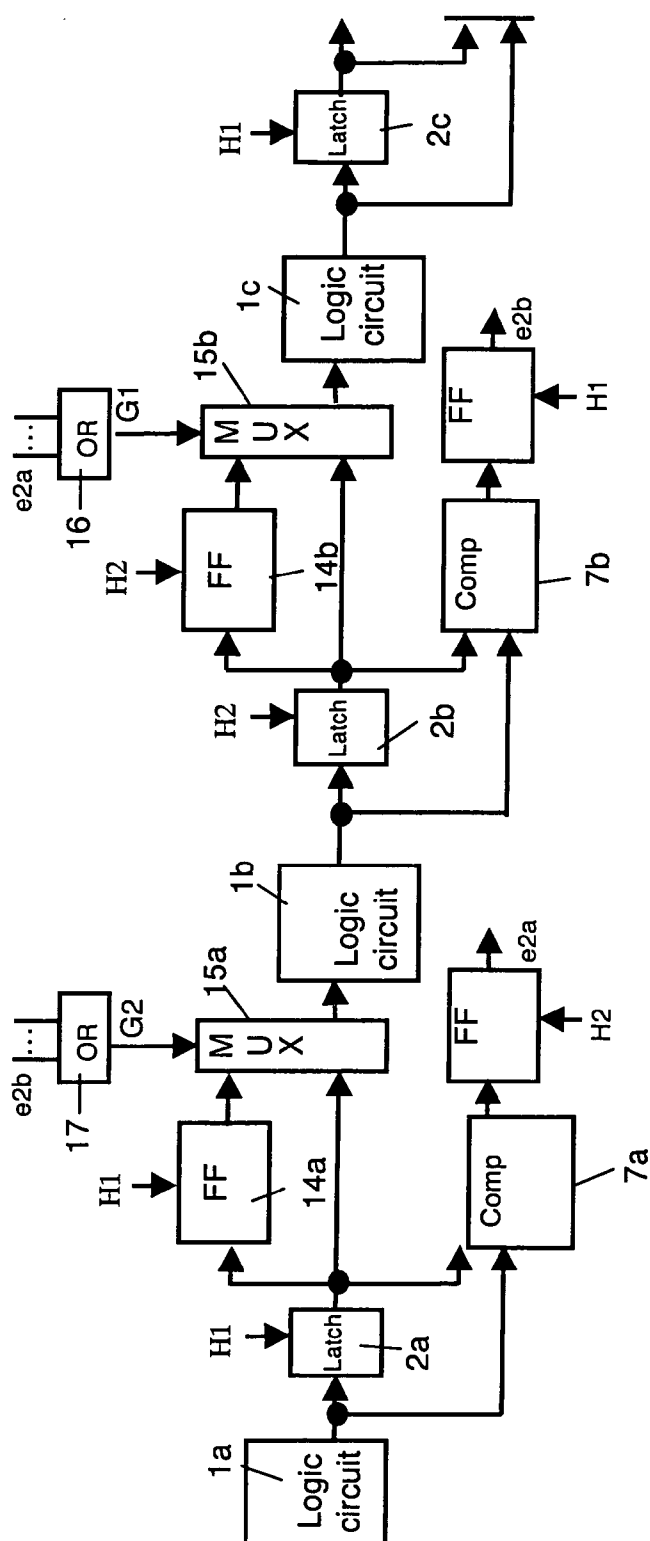 1a
Logic
circuit
H1
Latch
2a
H1
FF
14a
Comp
7a
e2b
...
OR
17
G2
M
U
X
15a
FF
e2a
H2
1b
Logic
circuit
H2
Latch
2b
H2
FF
14b
Comp
7b
e2a
...
OR
16
G1
M
U
X
15b
FF
e2b
H1
1c
Logic
circuit
H1
Latch
2c